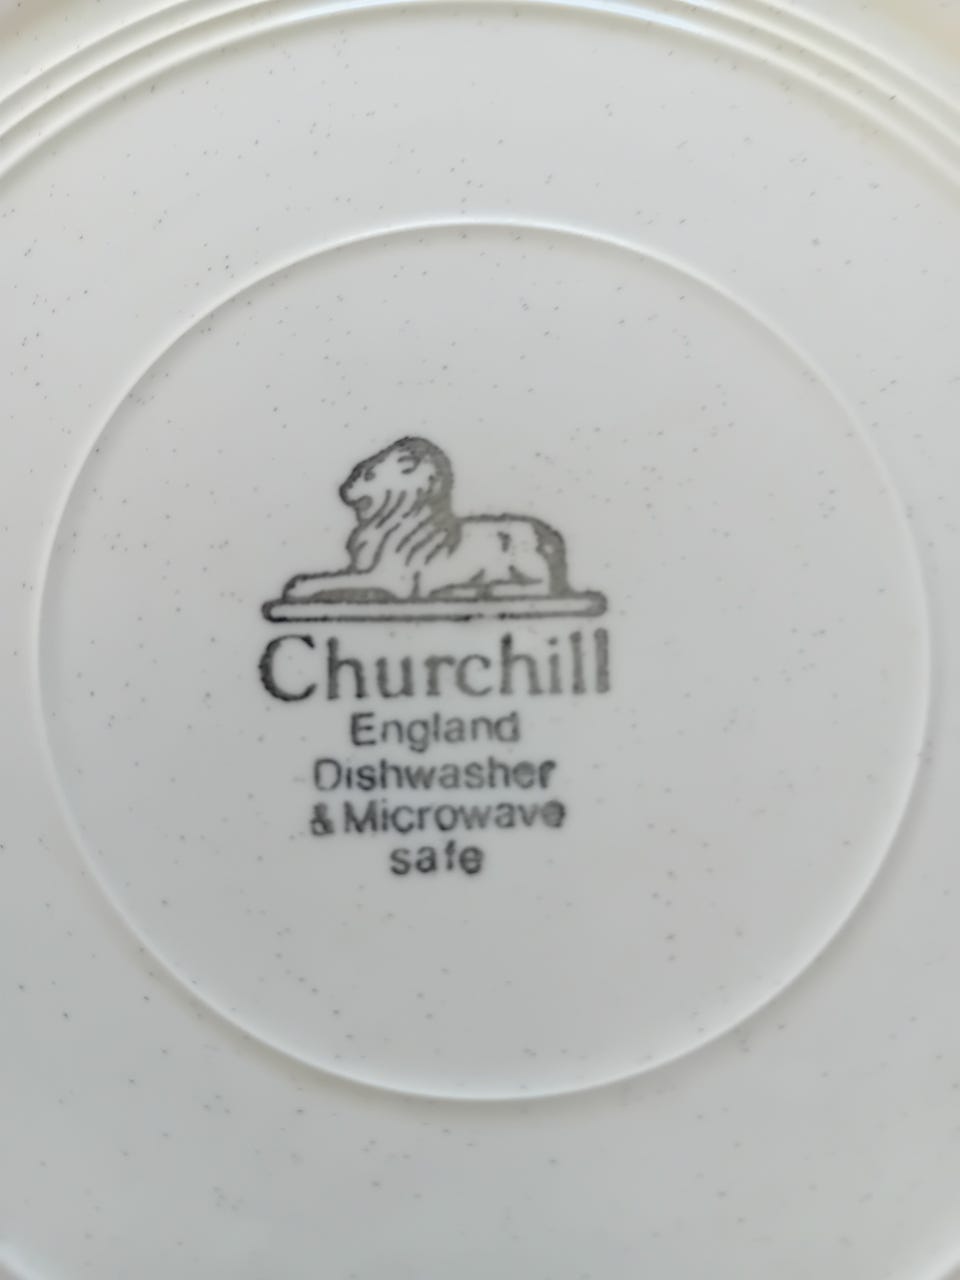 Churchill
England
Dishwasher
& Microwave
safe